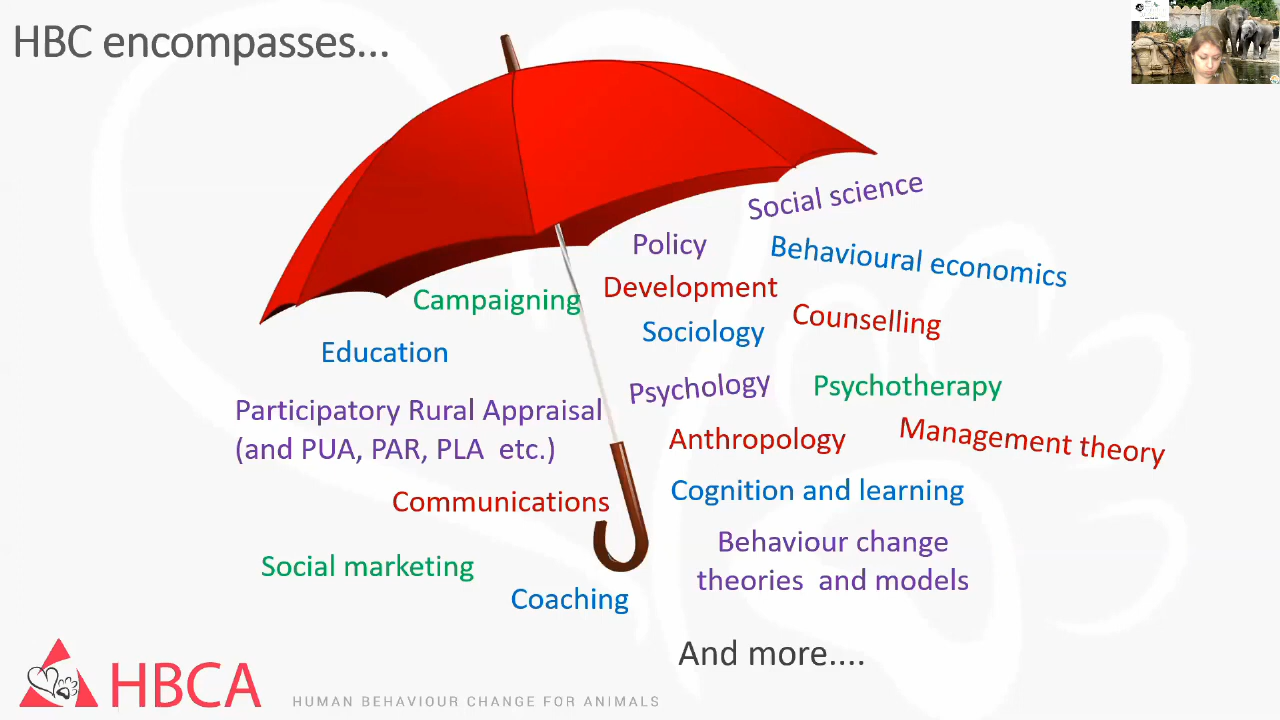 HBC encompasses...
Social science
Policy
Behavioural economics
Development
Campaigning
Counselling
Sociology
Education
Psychology
Psychotherapy
Participatory Rural Appraisal
(and PUA, PAR, PLA etc.)
Anthropology
Management theory
Cognition and learning
Communications
Behaviour change
theories and models
Social marketing
Coaching
And more....
HBCA
HUMAN BEHAVIOUR CHANGE FOR ANIMALS